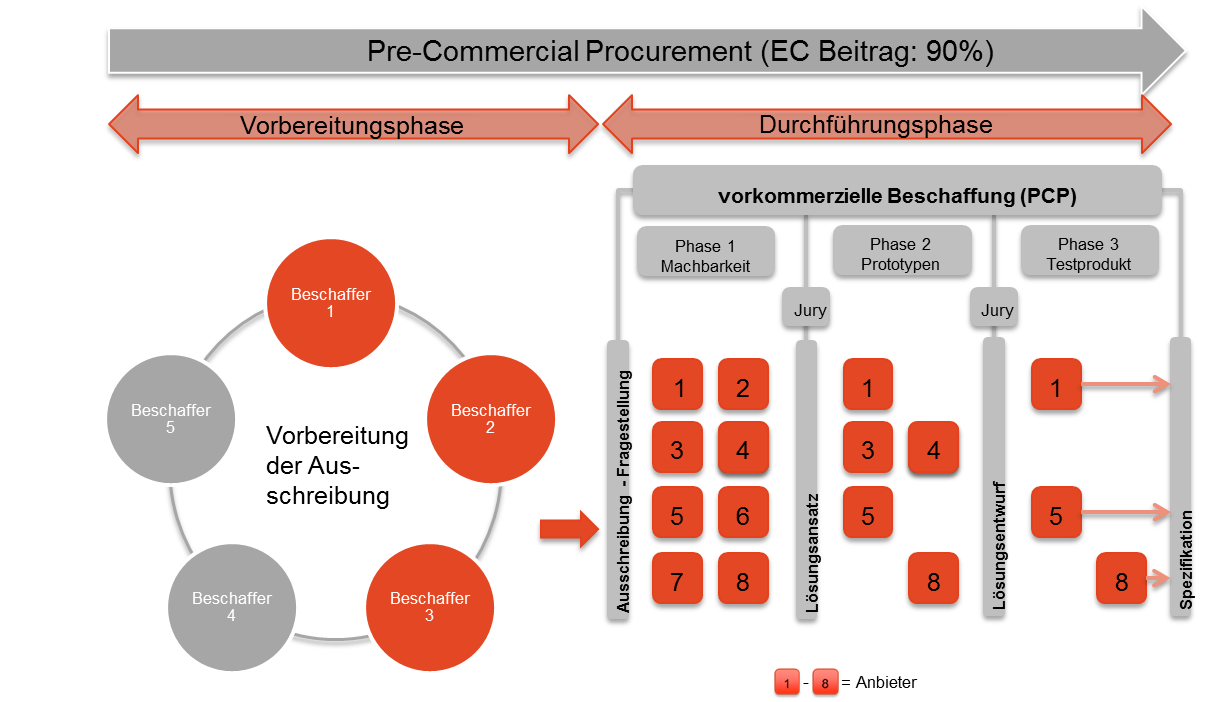 Pre-Commercial Procurement (EC Beitrag: 90%)
Vorbereitungsphase
Durchführungsphase
Beschaffer
1
Beschaffer
2
Beschaffer
3
Beschaffer
4
Beschaffer
5
Vorbereitung
der Aus-
schreibung
vorkommerzielle Beschaffung (PCP)
Phase 1
Machbarkeit
Phase 2
Prototypen
Phase 3
Testprodukt
Jury
Jury
Ausschreibung - Fragestellung
1 2
3 4
5 6
7 8
Lösungsansatz
1
3 4
5
8
Lösungsentwurf
1
5
8
Spezifikation
1 - 8 = Anbieter